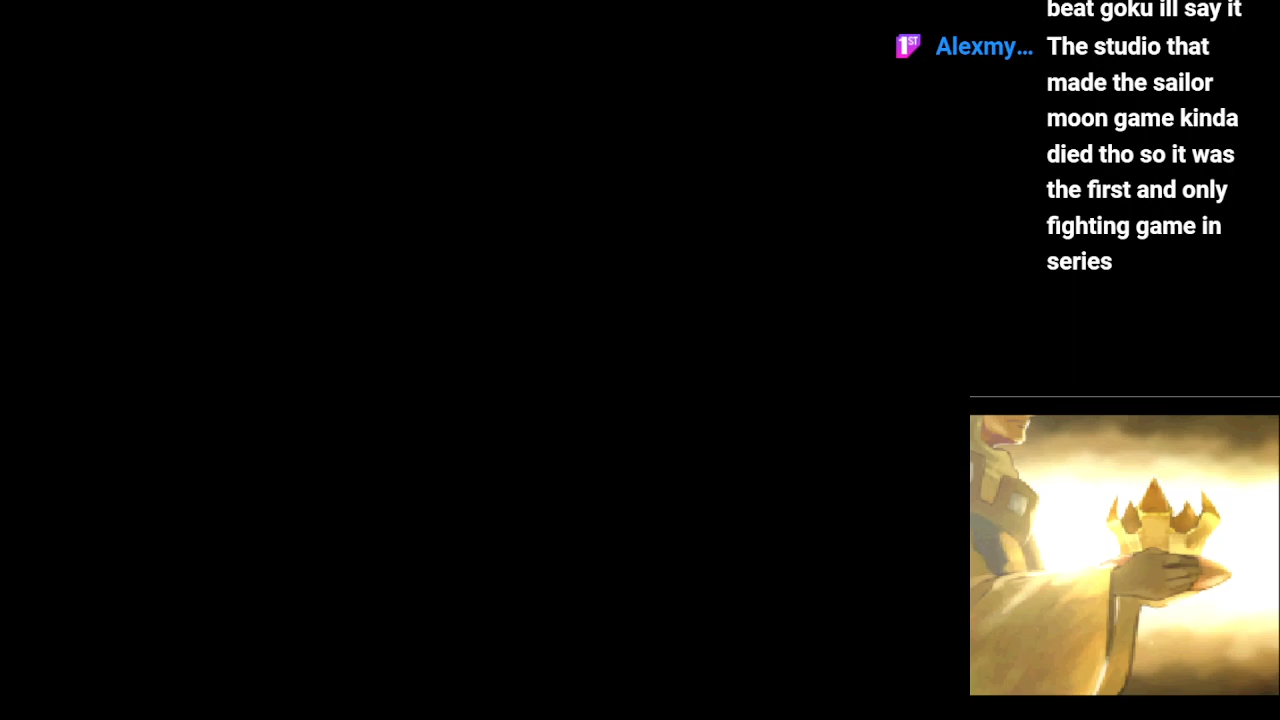 beat goku ill say it
1ST Alexmy... The studio that
made the sailor
moon game kinda
died tho so it was
the first and only
fighting game in
series